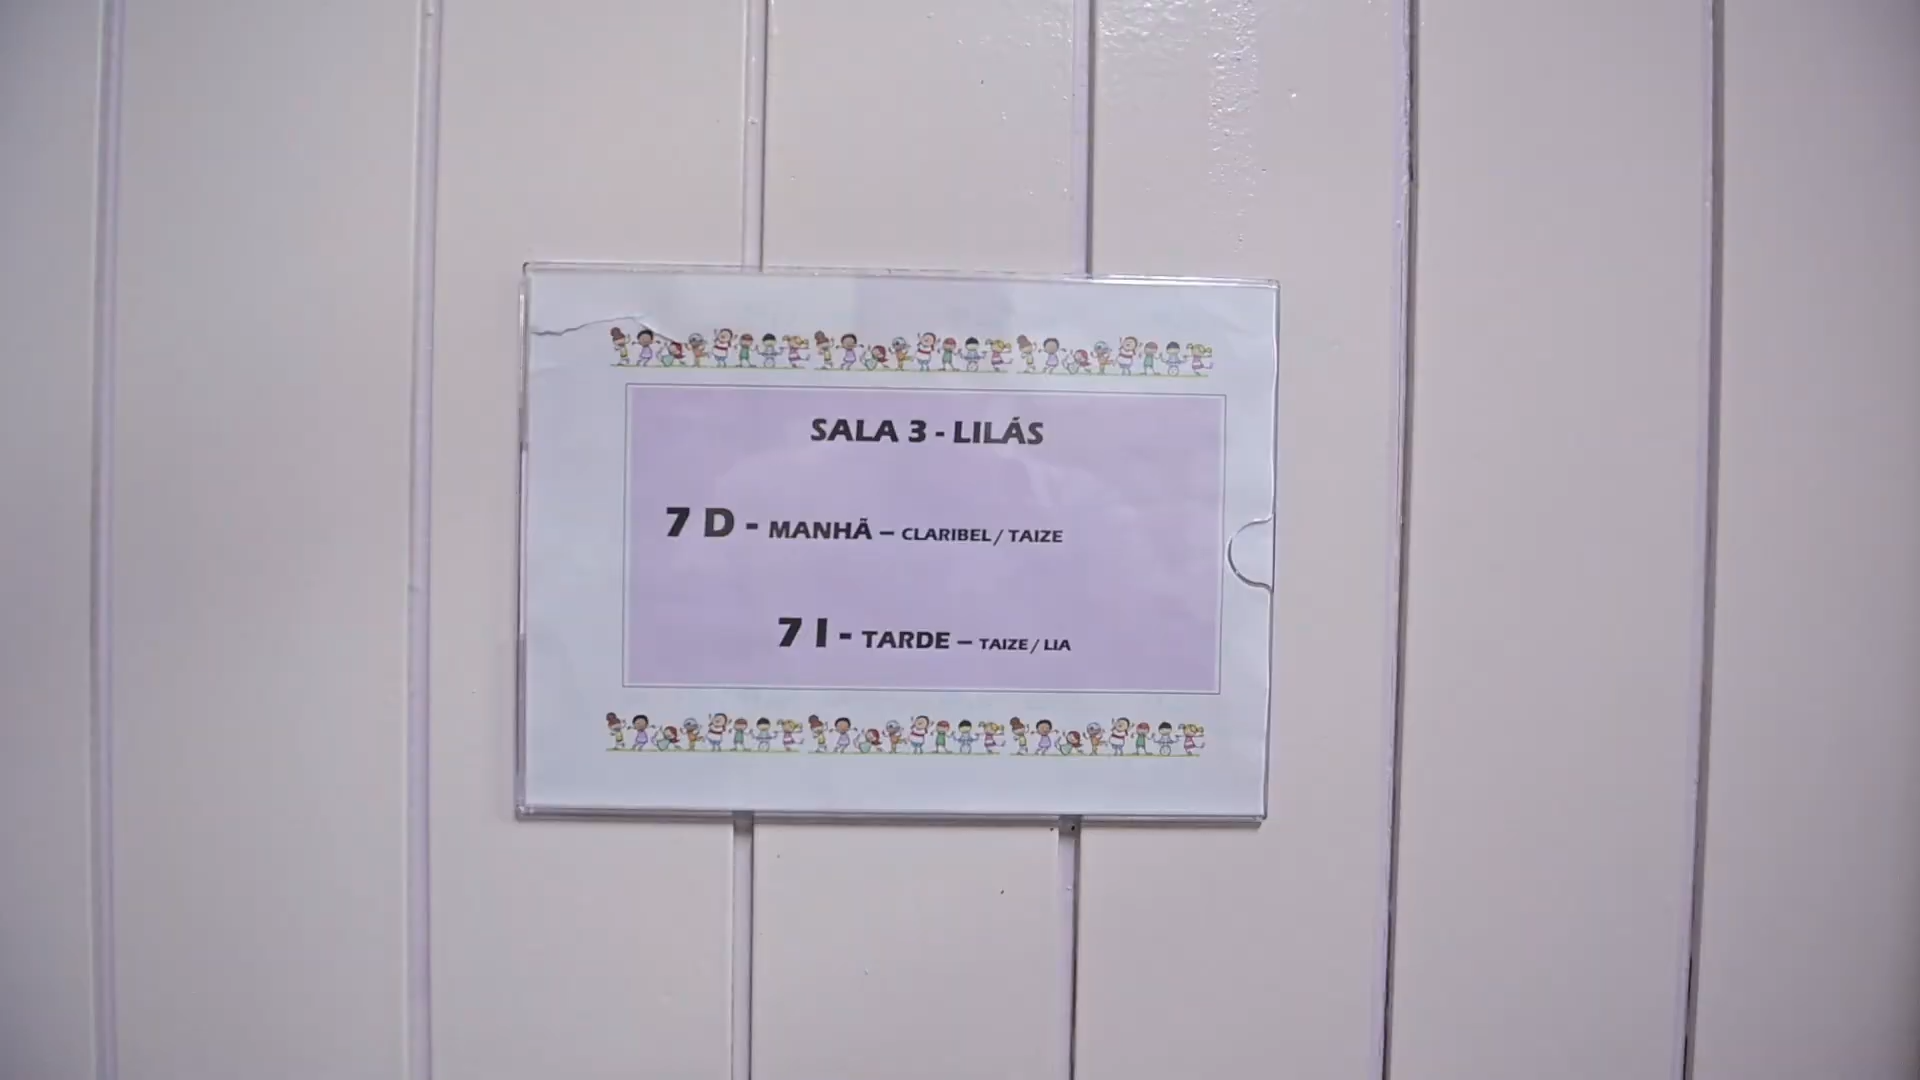 SALA 3 - LILÁS
7 D - MANHÃ – CLARIBEL / TAIZE
7 I - TARDE – TAIZE / LIA